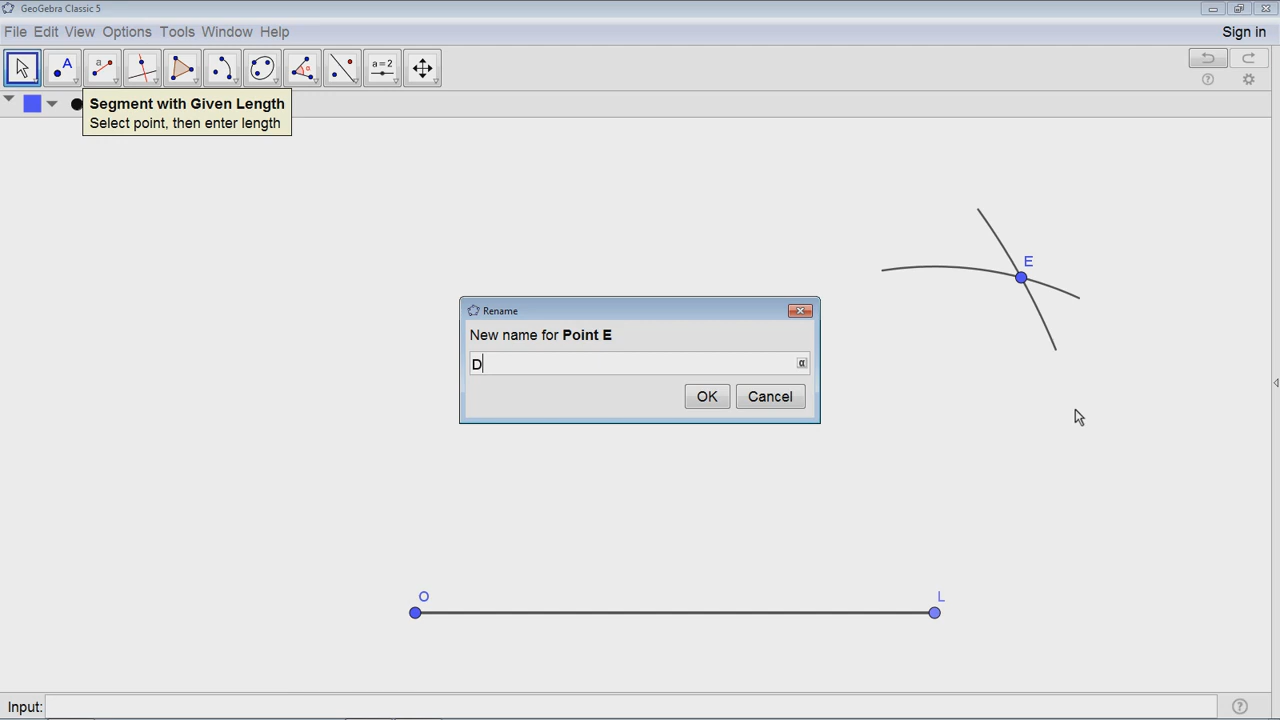 GeoGebra Classic 5
File Edit View Options Tools Window Help
Sign in
A
a
α
a=2
Segment with Given Length
Select point, then enter length
E
Rename
New name for Point E
D
α
OK Cancel
O
L
Input: